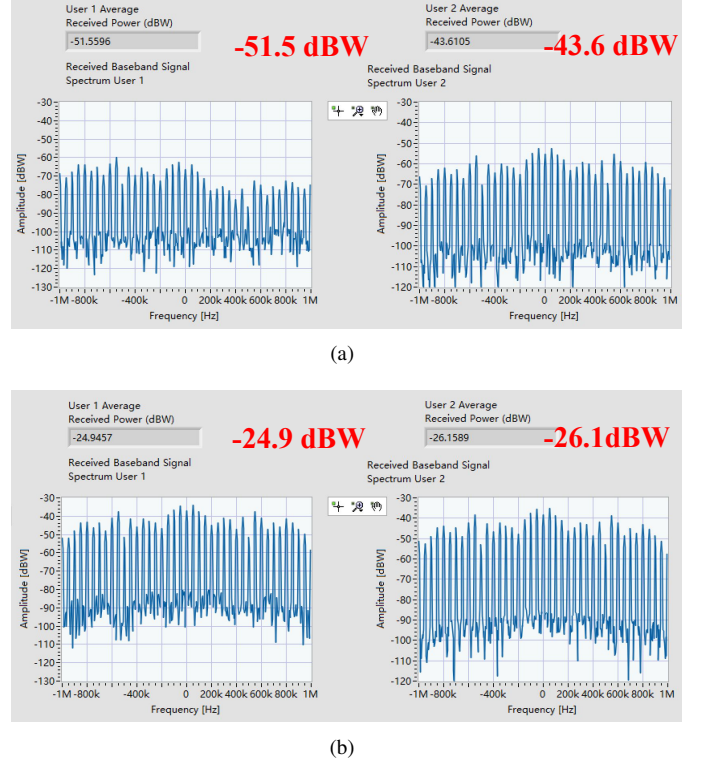 User 1 Average
Received Power (dBW)
-51.5596
-51.5 dBW
Received Baseband Signal
Spectrum User 1
Amplitude [dBW]
-30
-40
-50
-60
-70
-80
-90
-100
-110
-120
-130
-1M -800k -400k 0 200k 400k 600k 800k 1M
Frequency [Hz]
User 2 Average
Received Power (dBW)
-43.6105
-43.6 dBW
Received Baseband Signal
Spectrum User 2
Amplitude [dBW]
-30
-40
-50
-60
-70
-80
-90
-100
-110
-120
-1M -800k -400k 0 200k 400k 600k 800k 1M
Frequency [Hz]
(a)
User 1 Average
Received Power (dBW)
-24.9457
-24.9 dBW
Received Baseband Signal
Spectrum User 1
Amplitude [dBW]
-30
-40
-50
-60
-70
-80
-90
-100
-110
-120
-130
-1M -800k -400k 0 200k 400k 600k 800k 1M
Frequency [Hz]
User 2 Average
Received Power (dBW)
-26.1589
-26.1dBW
Received Baseband Signal
Spectrum User 2
Amplitude [dBW]
-30
-40
-50
-60
-70
-80
-90
-100
-110
-120
-1M -800k -400k 0 200k 400k 600k 800k 1M
Frequency [Hz]
(b)